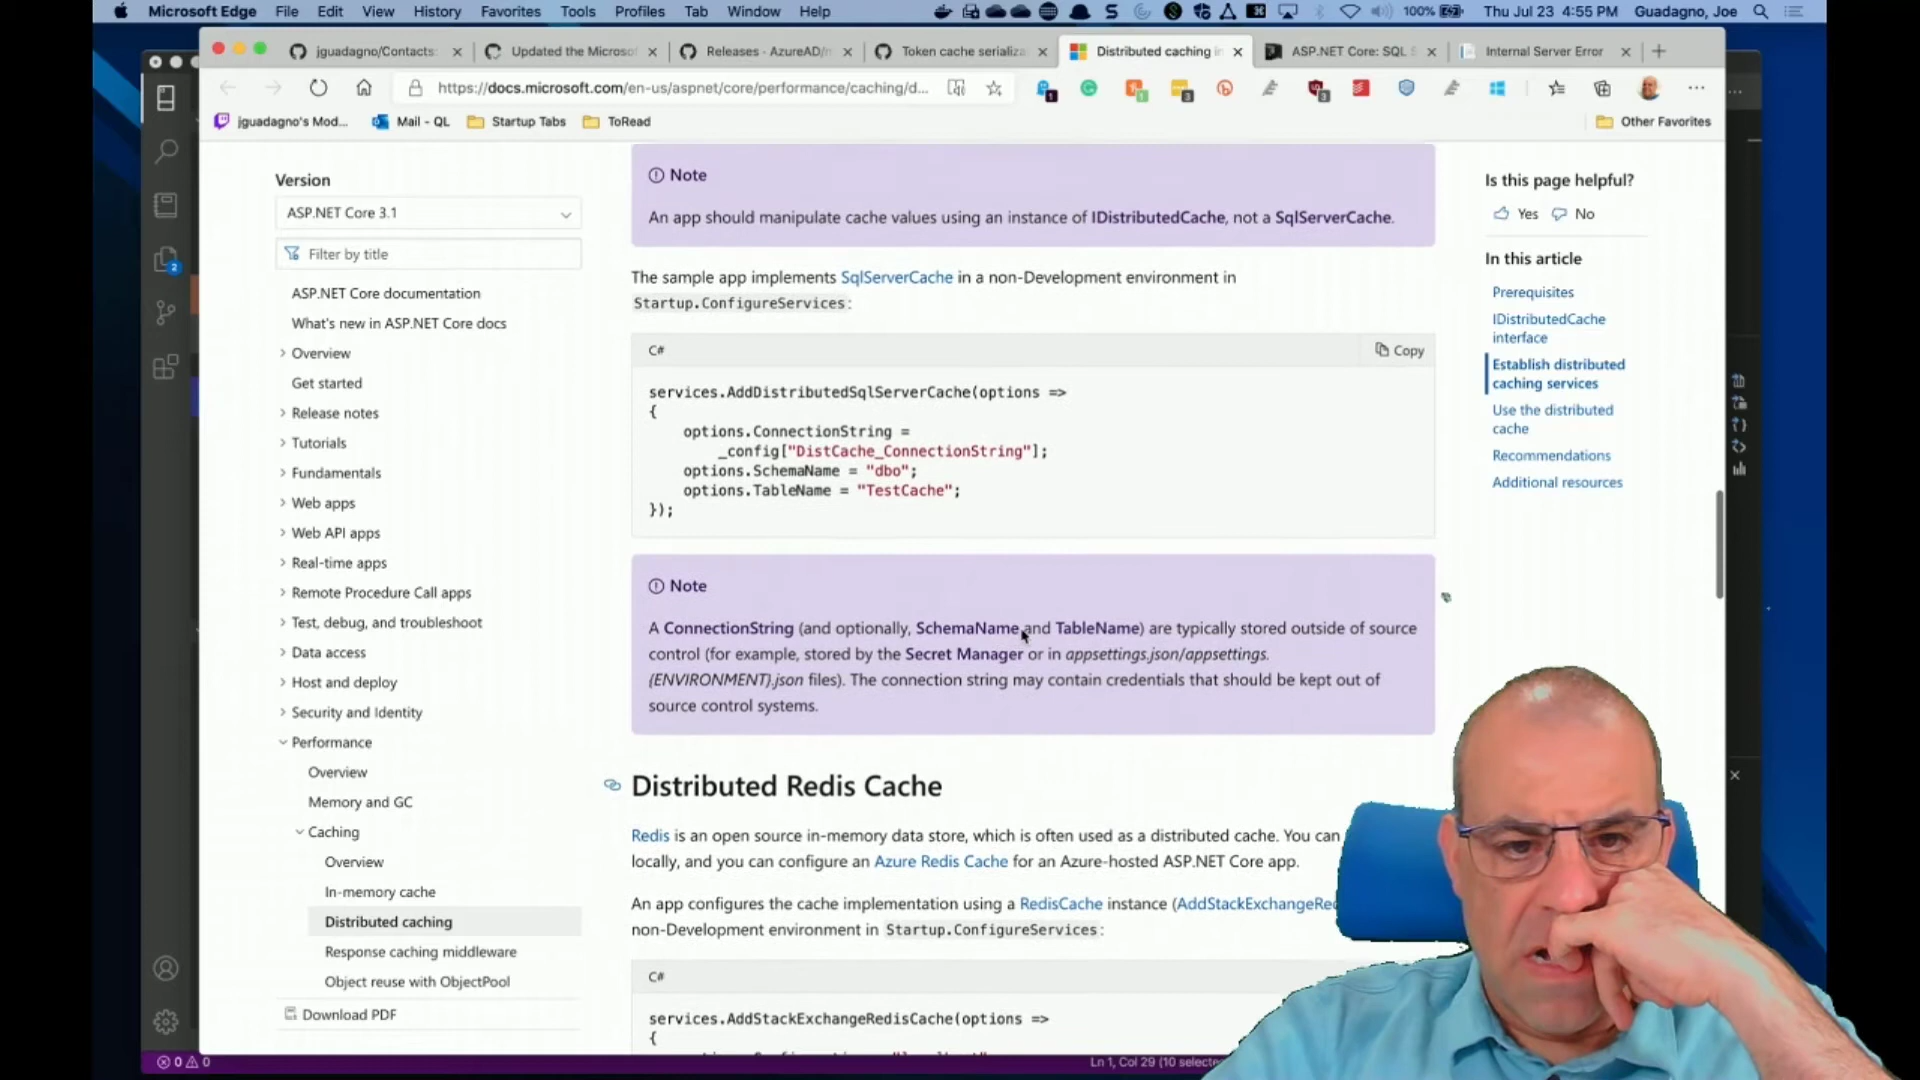 Microsoft Edge File Edit View History Favorites Tools Profiles Tab Window Help 100% Thu Jul 23 4:55 PM Guadagno, Joe
jguadagno/Contacts Updated the Microsof Releases - AzureAD/ Token cache serializa Distributed caching in ASP.NET Core: SQL S Internal Server Error
https://docs.microsoft.com/en-us/aspnet/core/performance/caching/d...
jguadagno's Mod... Mail - QL Startup Tabs ToRead Other Favorites
Version
ASP.NET Core 3.1
Filter by title
ASP.NET Core documentation
What's new in ASP.NET Core docs
Overview
Get started
Release notes
Tutorials
Fundamentals
Web apps
Web API apps
Real-time apps
Remote Procedure Call apps
Test, debug, and troubleshoot
Data access
Host and deploy
Security and Identity
Performance
Overview
Memory and GC
Caching
Overview
In-memory cache
Distributed caching
Response caching middleware
Object reuse with ObjectPool
Download PDF
Note
An app should manipulate cache values using an instance of IDistributedCache, not a SqlServerCache.
The sample app implements SqlServerCache in a non-Development environment in
Startup.ConfigureServices:
C# Copy
services.AddDistributedSqlServerCache(options =>
{
options.ConnectionString =
_config["DistCache_ConnectionString"];
options.SchemaName = "dbo";
options.TableName = "TestCache";
});
Note
A ConnectionString (and optionally, SchemaName and TableName) are typically stored outside of source
control (for example, stored by the Secret Manager or in appsettings.json/appsettings.
{ENVIRONMENT}.json files). The connection string may contain credentials that should be kept out of
source control systems.
Distributed Redis Cache
Redis is an open source in-memory data store, which is often used as a distributed cache. You can
locally, and you can configure an Azure Redis Cache for an Azure-hosted ASP.NET Core app.
An app configures the cache implementation using a RedisCache instance (AddStackExchangeRed
non-Development environment in Startup.ConfigureServices:
C#
services.AddStackExchangeRedisCache(options =>
{
Is this page helpful?
Yes No
In this article
Prerequisites
IDistributedCache
interface
Establish distributed
caching services
Use the distributed
cache
Recommendations
Additional resources
2
0 0
Ln 1, Col 29 (10 selecte